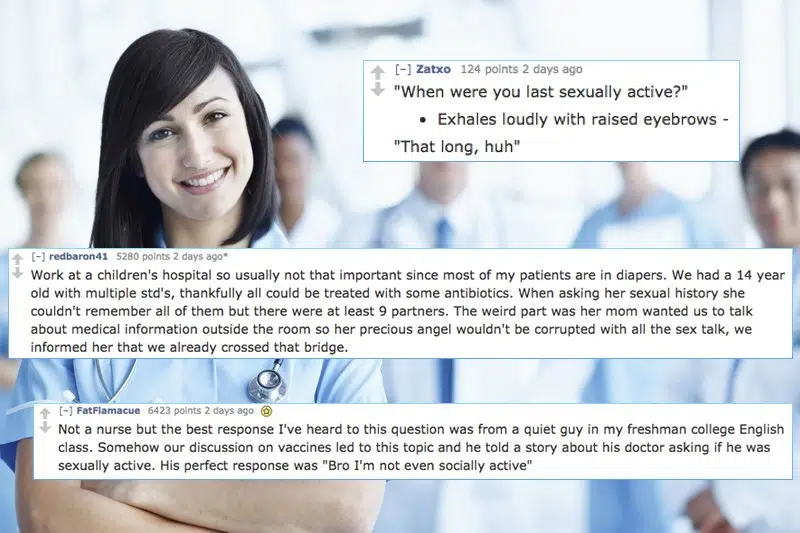 [-] Zatxo 124 points 2 days ago
"When were you last sexually active?"
• Exhales loudly with raised eyebrows -
"That long, huh"
[-] redbaron41 5280 points 2 days ago*
Work at a children's hospital so usually not that important since most of my patients are in diapers. We had a 14 year
old with multiple std's, thankfully all could be treated with some antibiotics. When asking her sexual history she
couldn't remember all of them but there were at least 9 partners. The weird part was her mom wanted us to talk
about medical information outside the room so her precious angel wouldn't be corrupted with all the sex talk, we
informed her that we already crossed that bridge.
[-] FatFlamacue 6423 points 2 days ago
Not a nurse but the best response I've heard to this question was from a quiet guy in my freshman college English
class. Somehow our discussion on vaccines led to this topic and he told a story about his doctor asking if he was
sexually active. His perfect response was "Bro I'm not even socially active"